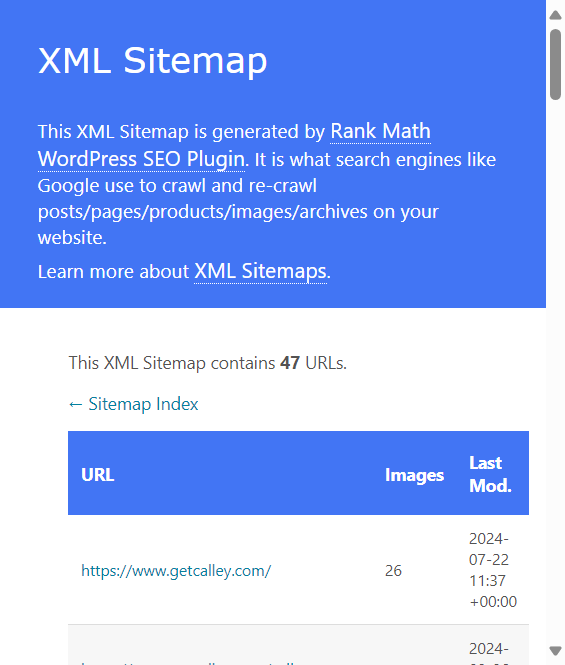 XML Sitemap
This XML Sitemap is generated by Rank Math
WordPress SEO Plugin. It is what search engines like
Google use to crawl and re-crawl
posts/pages/products/images/archives on your
website.
Learn more about XML Sitemaps.
This XML Sitemap contains 47 URLs.
← Sitemap Index
URL Images Last
Mod.
https://www.getcalley.com/ 26 2024-
07-22
11:37
+00:00
2024-